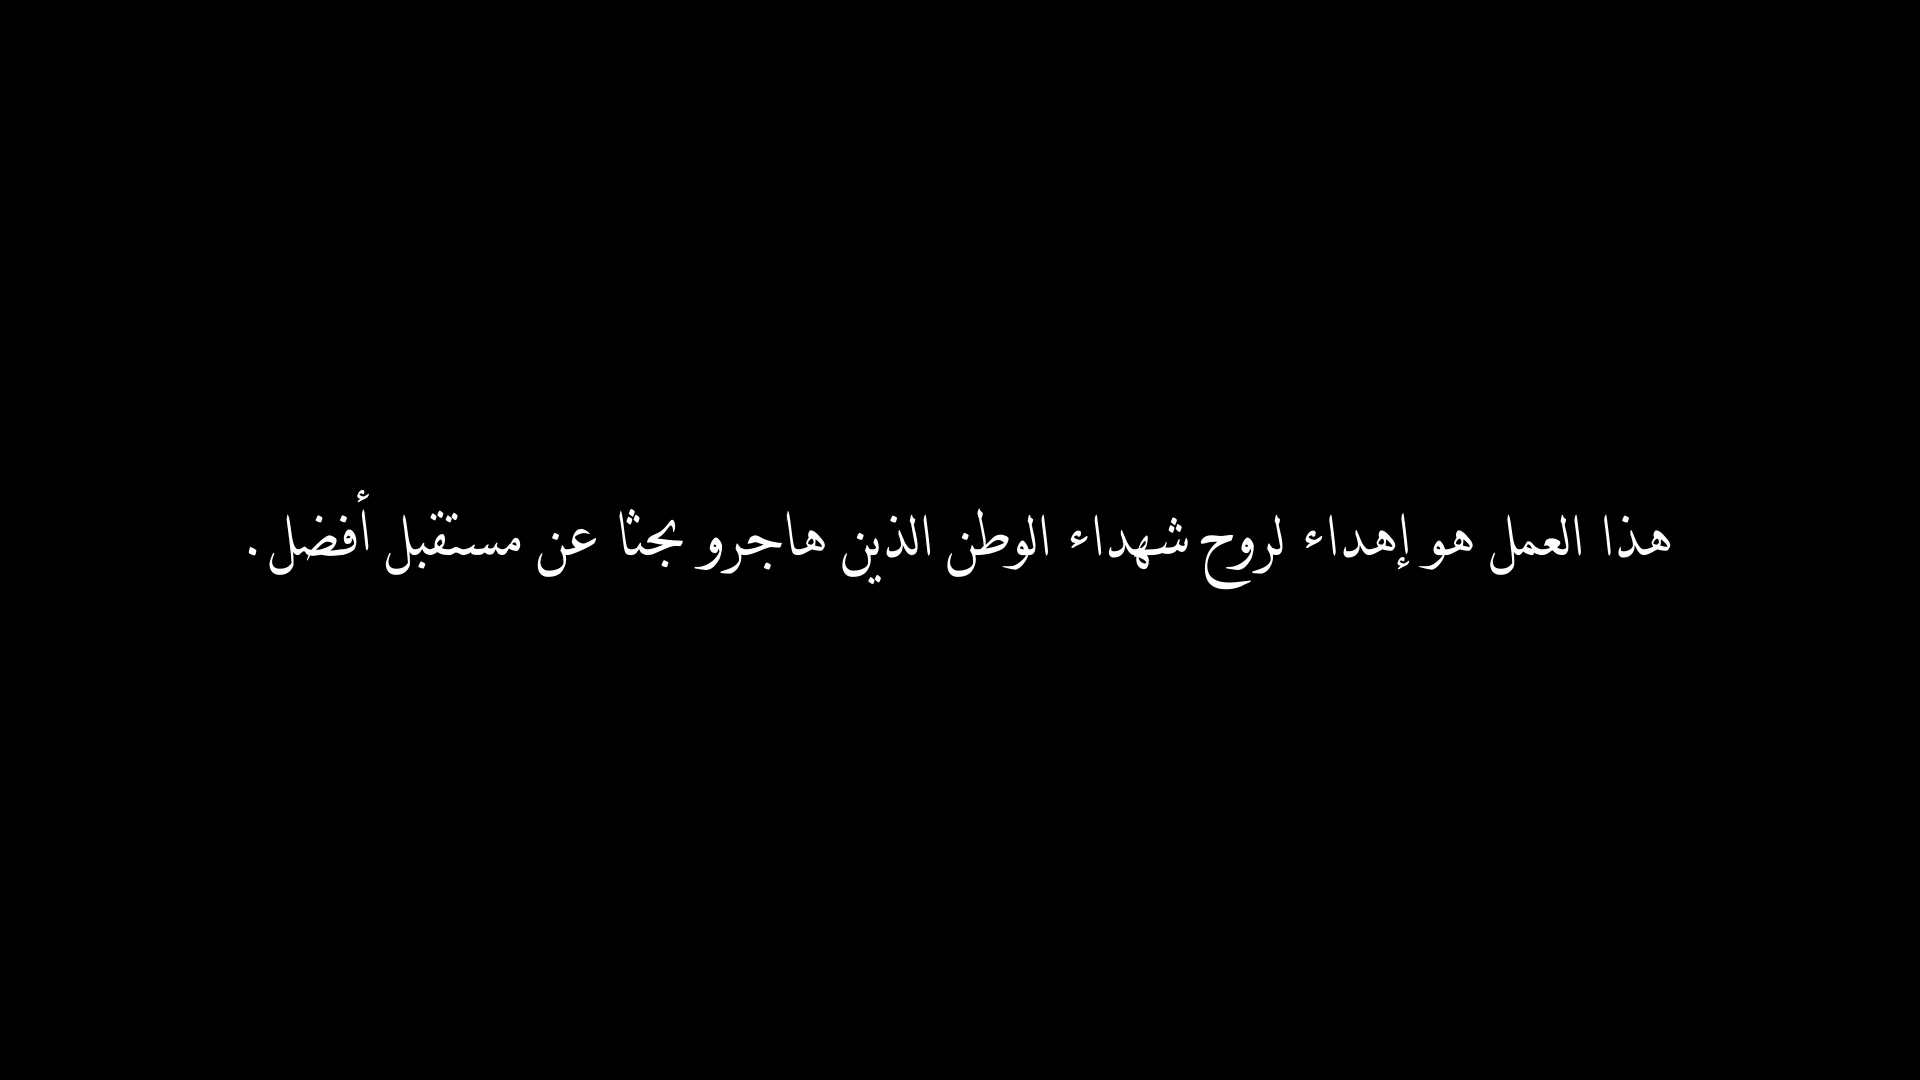 هذا العمل هو إهداء لروح شهداء الوطن الذين هاجرو بحثا عن مستقبل أفضل.